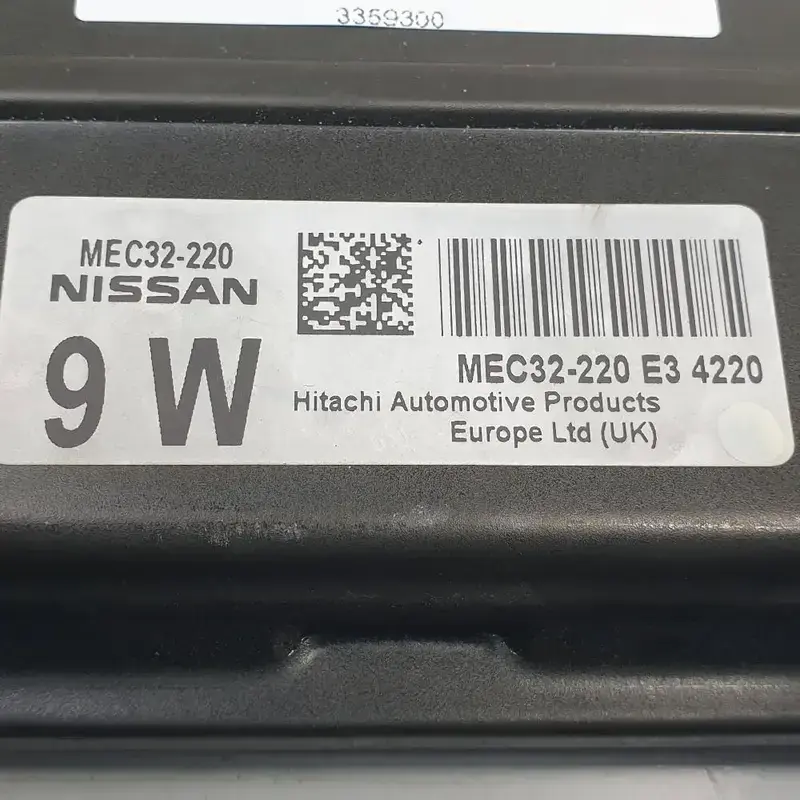 3359300
MEC32-220
NISSAN
9 W
MEC32-220 E3 4220
Hitachi Automotive Products
Europe Ltd (UK)